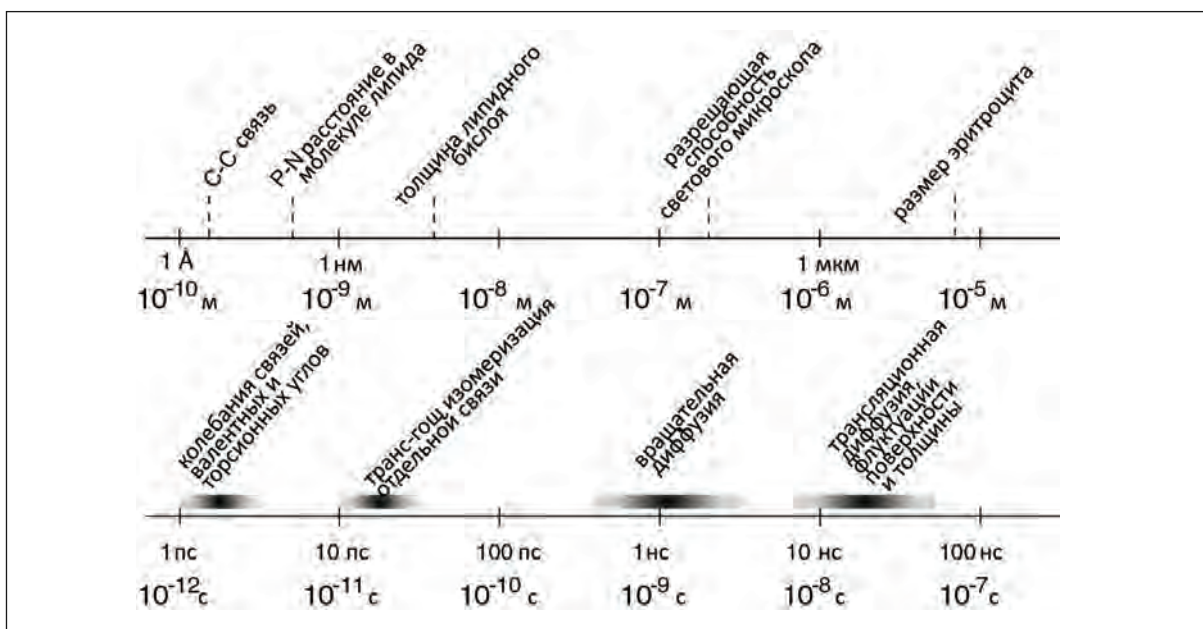 С-С связь
P-N расстояние в
молекуле липида
толщина липидного
бислоя
разрешающая
способность
светового микроскопа
размер эритроцита
1 Å
1 нм
1 мкм
10⁻¹⁰ м
10⁻⁹ м
10⁻⁸ м
10⁻⁷ м
10⁻⁶ м
10⁻⁵ м
колебания связей,
валентных и
торсионных углов
транс-гош изомеризация
отдельной связи
вращательная
диффузия
трансляционная
диффузия,
флуктуации
поверхности
и толщины
1 пс
10 пс
100 пс
1 нс
10 нс
100 нс
10⁻¹² с
10⁻¹¹ с
10⁻¹⁰ с
10⁻⁹ с
10⁻⁸ с
10⁻⁷ с